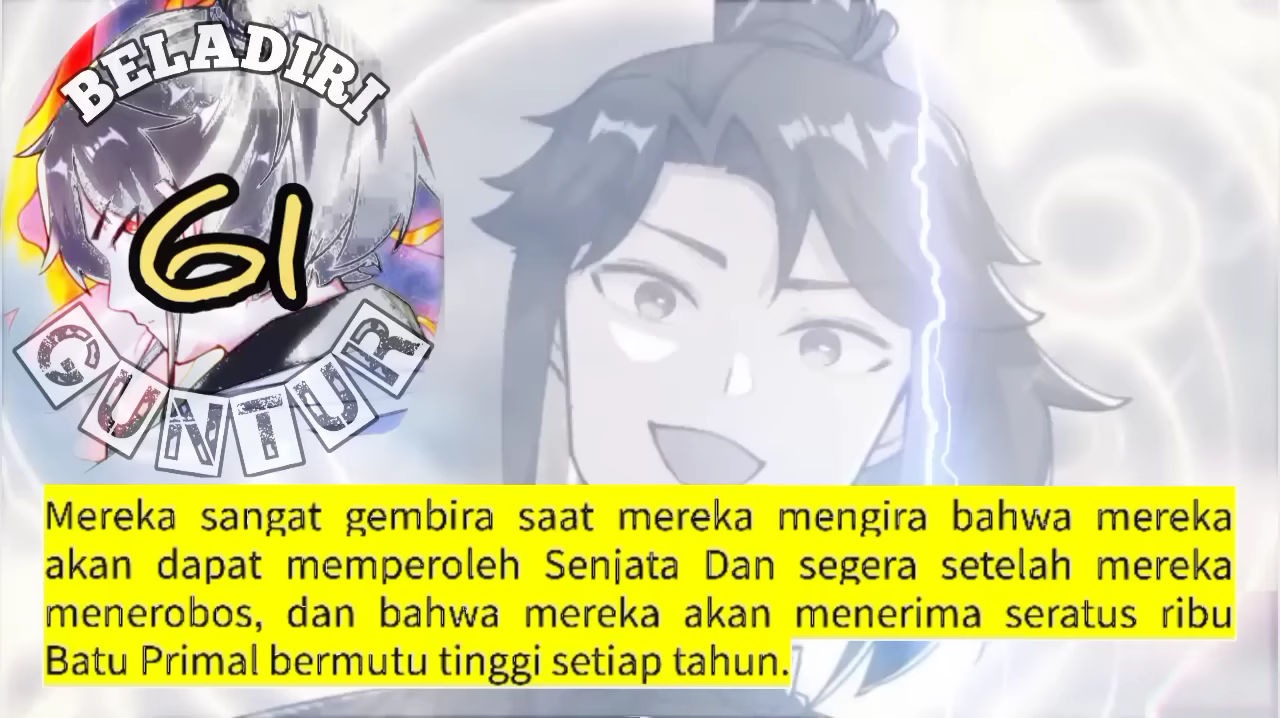 BELADIRI
61
GUNTUR
Mereka sangat gembira saat mereka mengira bahwa mereka
akan dapat memperoleh Senjata Dan segera setelah mereka
menerobos, dan bahwa mereka akan menerima seratus ribu
Batu Primal bermutu tinggi setiap tahun.